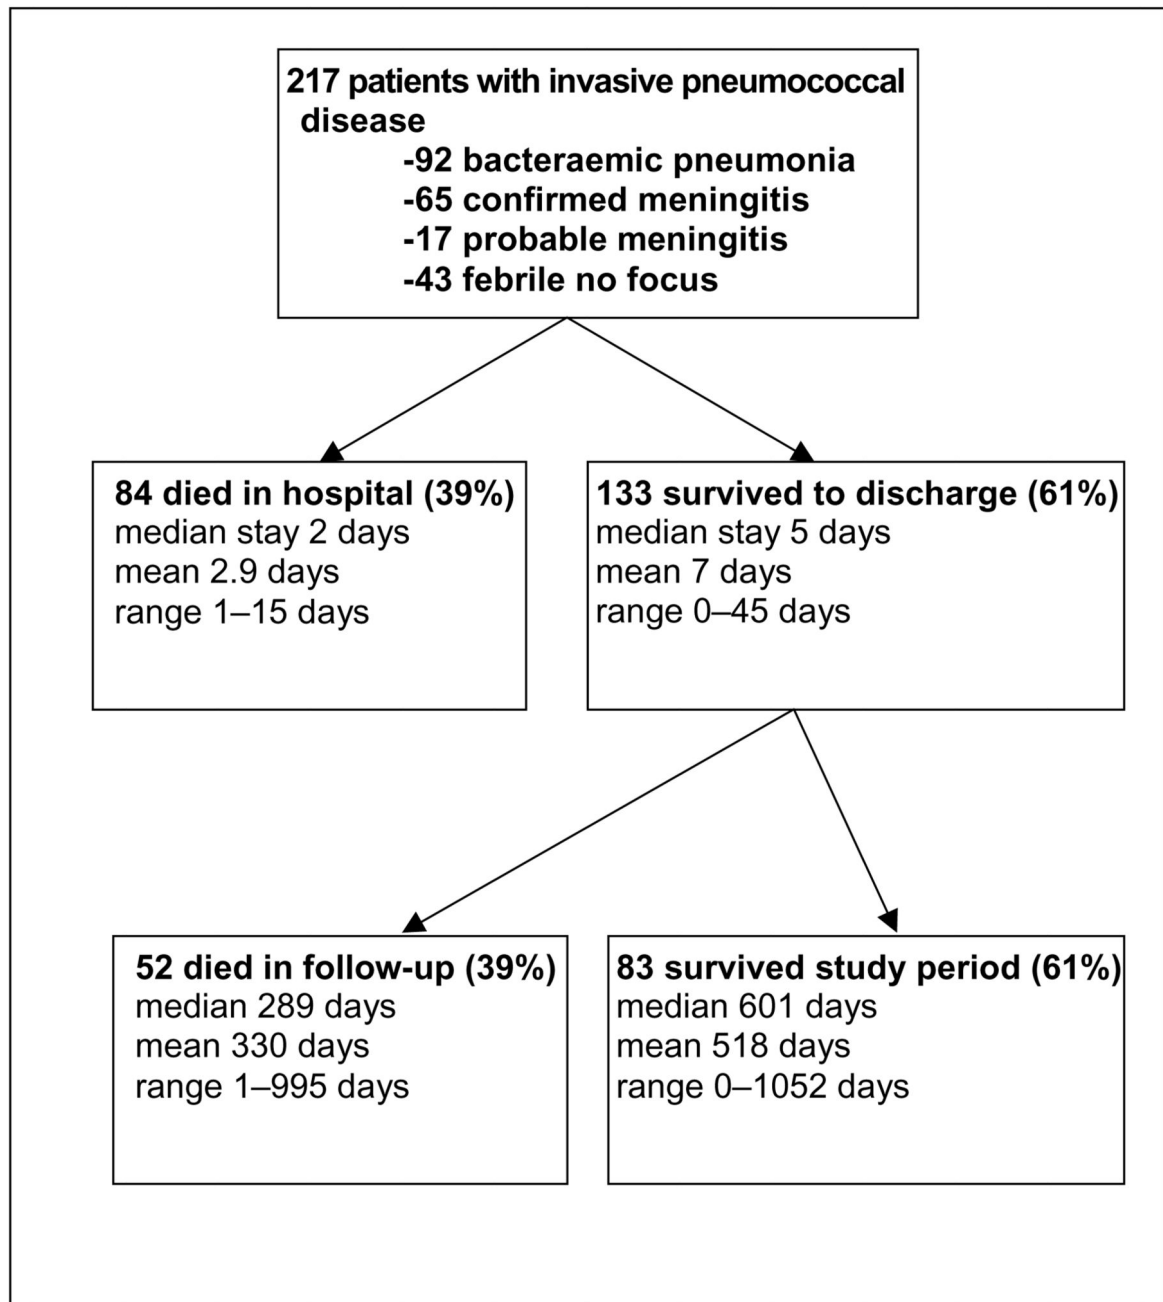 217 patients with invasive pneumococcal
disease
-92 bacteraemic pneumonia
-65 confirmed meningitis
-17 probable meningitis
-43 febrile no focus
84 died in hospital (39%)
median stay 2 days
mean 2.9 days
range 1–15 days
133 survived to discharge (61%)
median stay 5 days
mean 7 days
range 0–45 days
52 died in follow-up (39%)
median 289 days
mean 330 days
range 1–995 days
83 survived study period (61%)
median 601 days
mean 518 days
range 0–1052 days